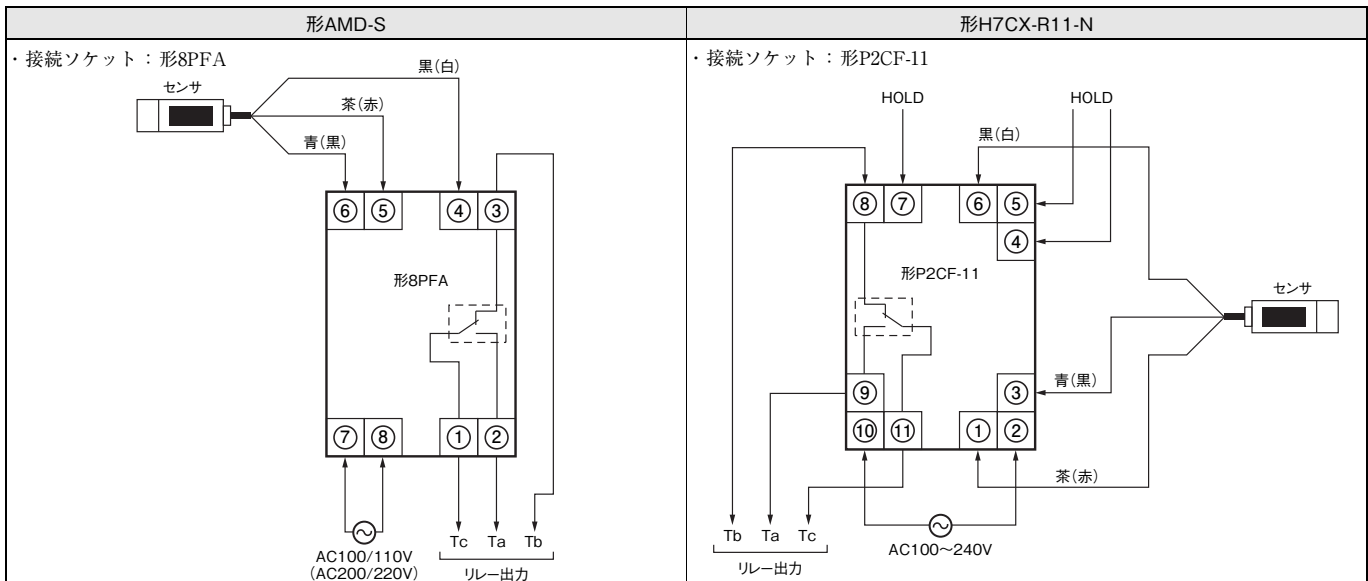 形AMD-S
・接続ソケット：形8PFA
センサ
黒(白)
茶(赤)
青(黒)
⑥ ⑤ ④ ③
形8PFA
⑦ ⑧ ① ②
AC100/110V
(AC200/220V)
Tc Ta Tb
リレー出力
形H7CX-R11-N
・接続ソケット：形P2CF-11
HOLD HOLD
黒(白)
⑧ ⑦ ⑥ ⑤
④
形P2CF-11
センサ
青(黒)
⑨ ③
⑩ ⑪ ① ②
茶(赤)
Tb Ta Tc
リレー出力
AC100～240V